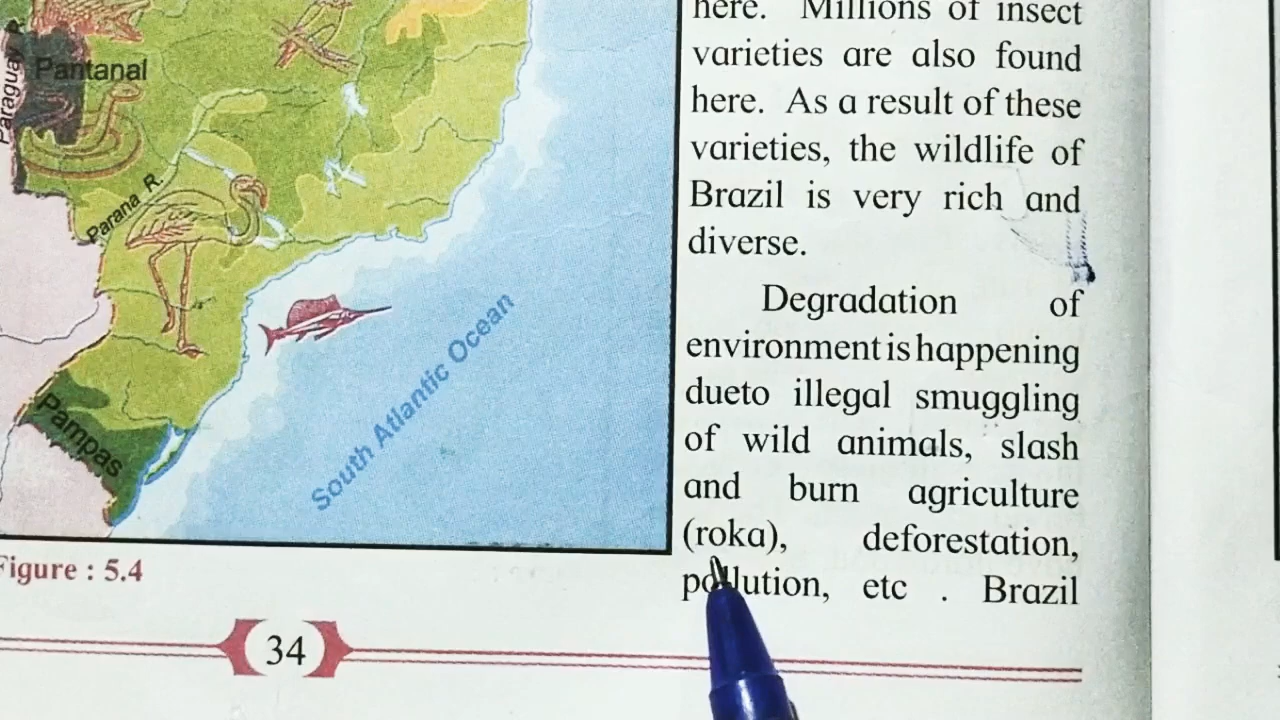 Paraguay R.
Pantanal
Parana R.
Pampas
South Atlantic Ocean
Figure : 5.4
34
here. Millions of insect
varieties are also found
here. As a result of these
varieties, the wildlife of
Brazil is very rich and
diverse.
Degradation of
environment is happening
dueto illegal smuggling
of wild animals, slash
and burn agriculture
(roka), deforestation,
pollution, etc . Brazil